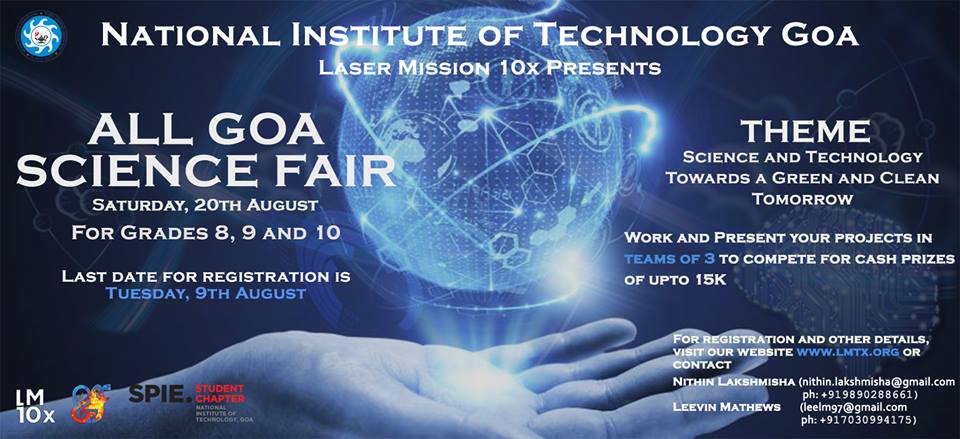 NATIONAL INSTITUTE OF TECHNOLOGY GOA
LASER MISSION 10X PRESENTS
ALL GOA
SCIENCE FAIR
SATURDAY, 20TH AUGUST
FOR GRADES 8, 9 AND 10
LAST DATE FOR REGISTRATION IS
TUESDAY, 9TH AUGUST
THEME
SCIENCE AND TECHNOLOGY
TOWARDS A GREEN AND CLEAN
TOMORROW
WORK AND PRESENT YOUR PROJECTS IN
TEAMS OF 3 TO COMPETE FOR CASH PRIZES
OF UPTO 15K
FOR REGISTRATION AND OTHER DETAILS,
VISIT OUR WEBSITE WWW.LMTX.ORG OR
CONTACT
NITHIN LAKSHMISHA (nithin.lakshmisha@gmail.com
ph: +919890288661)
LEEVIN MATHEWS (leelmg7@gmail.com
ph: +917030994175)
LM
10x
SPIE. STUDENT
CHAPTER
NATIONAL
INSTITUTE OF
TECHNOLOGY, GOA